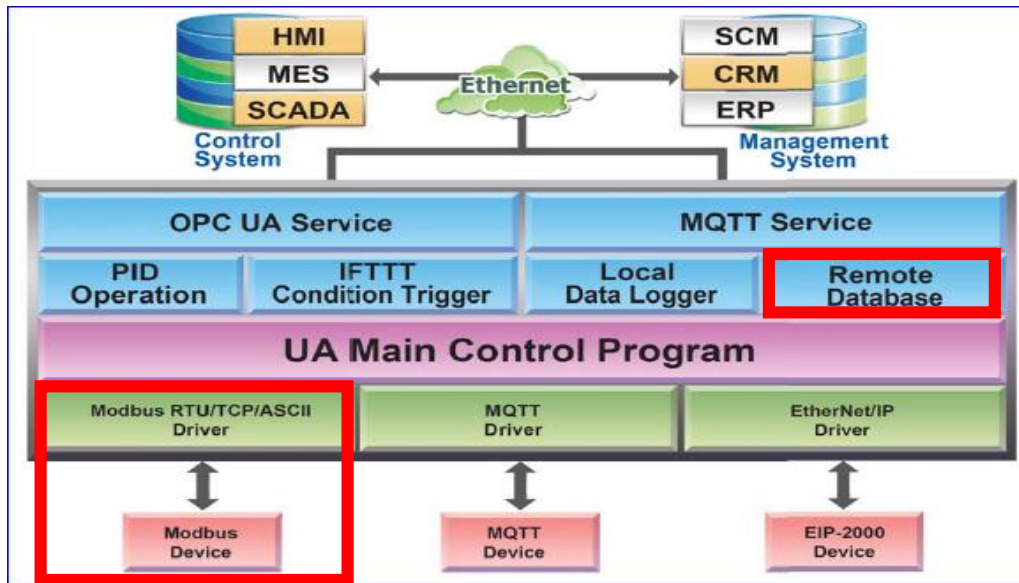 HMI
MES
SCADA
Control
System
Ethernet
SCM
CRM
ERP
Management
System
OPC UA Service
MQTT Service
PID
Operation
IFTTT
Condition Trigger
Local
Data Logger
Remote
Database
UA Main Control Program
Modbus RTU/TCP/ASCII
Driver
MQTT
Driver
EtherNet/IP
Driver
Modbus
Device
MQTT
Device
EIP-2000
Device